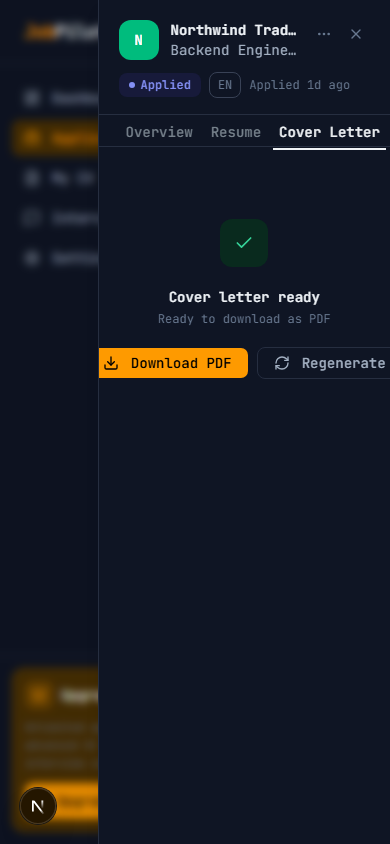 N
Northwind Trad…
Backend Engine…
Applied
EN
Applied 1d ago
Overview
Resume
Cover Letter
Cover letter ready
Ready to download as PDF
Download PDF
Regenerate
N